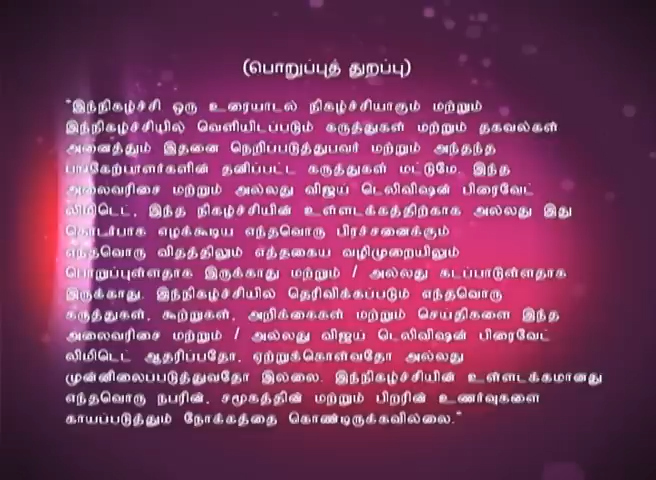 (பொறுப்புத் துறப்பு)
"இந்நிகழ்ச்சி ஒரு உரையாடல் நிகழ்ச்சியாகும் மற்றும்
இந்நிகழ்ச்சியில் வெளியிடப்படும் கருத்துகள் மற்றும் தகவல்கள்
அனைத்தும் இதனை நெறிப்படுத்துபவர் மற்றும் அந்தந்த
பங்கேற்பாளர்களின் தனிப்பட்ட கருத்துகள் மட்டுமே. இந்த
அலைவரிசை மற்றும் அல்லது விஜய் டெலிவிஷன் பிரைவேட்
லிமிடெட், இந்த நிகழ்ச்சியின் உள்ளடக்கத்திற்காக அல்லது இது
தொடர்பாக எழக்கூடிய எந்தவொரு பிரச்சனைக்கும்
எந்தவொரு விதத்திலும் எத்தகைய வழிமுறையிலும்
பொறுப்புள்ளதாக இருக்காது மற்றும் / அல்லது கடப்பாடுள்ளதாக
இருக்காது. இந்நிகழ்ச்சியில் தெரிவிக்கப்படும் எந்தவொரு
கருத்துகள், கூற்றுகள், அறிக்கைகள் மற்றும் செய்திகளை இந்த
அலைவரிசை மற்றும் / அல்லது விஜய் டெலிவிஷன் பிரைவேட்
லிமிடெட் ஆதரிப்பதோ, ஏற்றுக்கொள்வதோ அல்லது
முன்னிலைப்படுத்துவதோ இல்லை. இந்நிகழ்ச்சியின் உள்ளடக்கமானது
எந்தவொரு நபரின், சமூகத்தின் மற்றும் பிறரின் உணர்வுகளை
காயப்படுத்தும் நோக்கத்தை கொண்டிருக்கவில்லை."